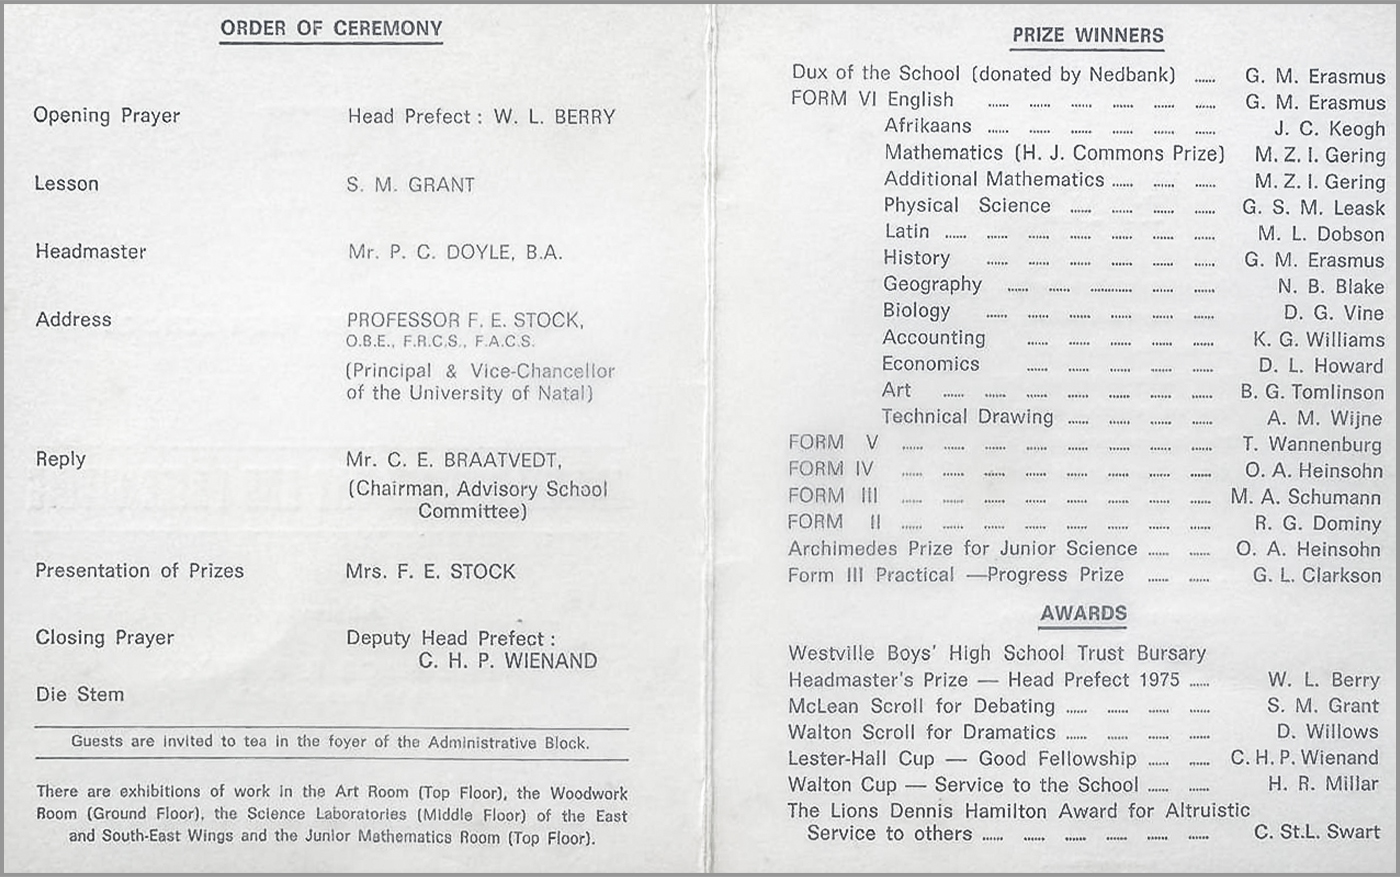 ORDER OF CEREMONY
Opening Prayer Head Prefect : W. L. BERRY
Lesson S. M. GRANT
Headmaster Mr. P. C. DOYLE, B.A.
Address PROFESSOR F. E. STOCK,
O.B.E., F.R.C.S., F.A.C.S.
(Principal & Vice-Chancellor
of the University of Natal)
Reply Mr. C. E. BRAATVEDT,
(Chairman, Advisory School
Committee)
Presentation of Prizes Mrs. F. E. STOCK
Closing Prayer Deputy Head Prefect :
C. H. P. WIENAND
Die Stem
Guests are invited to tea in the foyer of the Administrative Block.
There are exhibitions of work in the Art Room (Top Floor), the Woodwork
Room (Ground Floor), the Science Laboratories (Middle Floor) of the East
and South-East Wings and the Junior Mathematics Room (Top Floor).
PRIZE WINNERS
Dux of the School (donated by Nedbank) ...... G. M. Erasmus
FORM VI English ...... ...... ...... ...... ...... ...... G. M. Erasmus
Afrikaans ...... ...... ...... ...... ...... ...... J. C. Keogh
Mathematics (H. J. Commons Prize) M. Z. I. Gering
Additional Mathematics ...... ...... ...... M. Z. I. Gering
Physical Science ...... ...... ...... ...... G. S. M. Leask
Latin ...... ...... ...... ...... ...... ...... ...... M. L. Dobson
History ...... ...... ...... ...... ...... ...... G. M. Erasmus
Geography ...... ...... ............ ...... ...... N. B. Blake
Biology ...... ...... ...... ...... ...... ...... D. G. Vine
Accounting ...... ...... ...... ...... ...... K. G. Williams
Economics ...... ...... ...... ...... ...... D. L. Howard
Art ...... ...... ...... ...... ...... ...... ...... B. G. Tomlinson
Technical Drawing ...... ...... ...... ...... A. M. Wijne
FORM V ...... ...... ...... ...... ...... ...... ...... ...... T. Wannenburg
FORM IV ...... ...... ...... ...... ...... ...... ...... ...... O. A. Heinsohn
FORM III ...... ...... ...... ...... ...... ...... ...... ...... M. A. Schumann
FORM II ...... ...... ...... ...... ...... ...... ...... ...... R. G. Dominy
Archimedes Prize for Junior Science ...... ...... O. A. Heinsohn
Form III Practical —Progress Prize ...... ...... G. L. Clarkson
AWARDS
Westville Boys' High School Trust Bursary
Headmaster's Prize — Head Prefect 1975 ...... W. L. Berry
McLean Scroll for Debating ...... ...... ...... ...... S. M. Grant
Walton Scroll for Dramatics ...... ...... ...... ...... D. Willows
Lester-Hall Cup — Good Fellowship ...... ...... C. H. P. Wienand
Walton Cup — Service to the School ...... ...... H. R. Millar
The Lions Dennis Hamilton Award for Altruistic
Service to others ...... ...... ...... ...... ...... ...... C. St.L. Swart